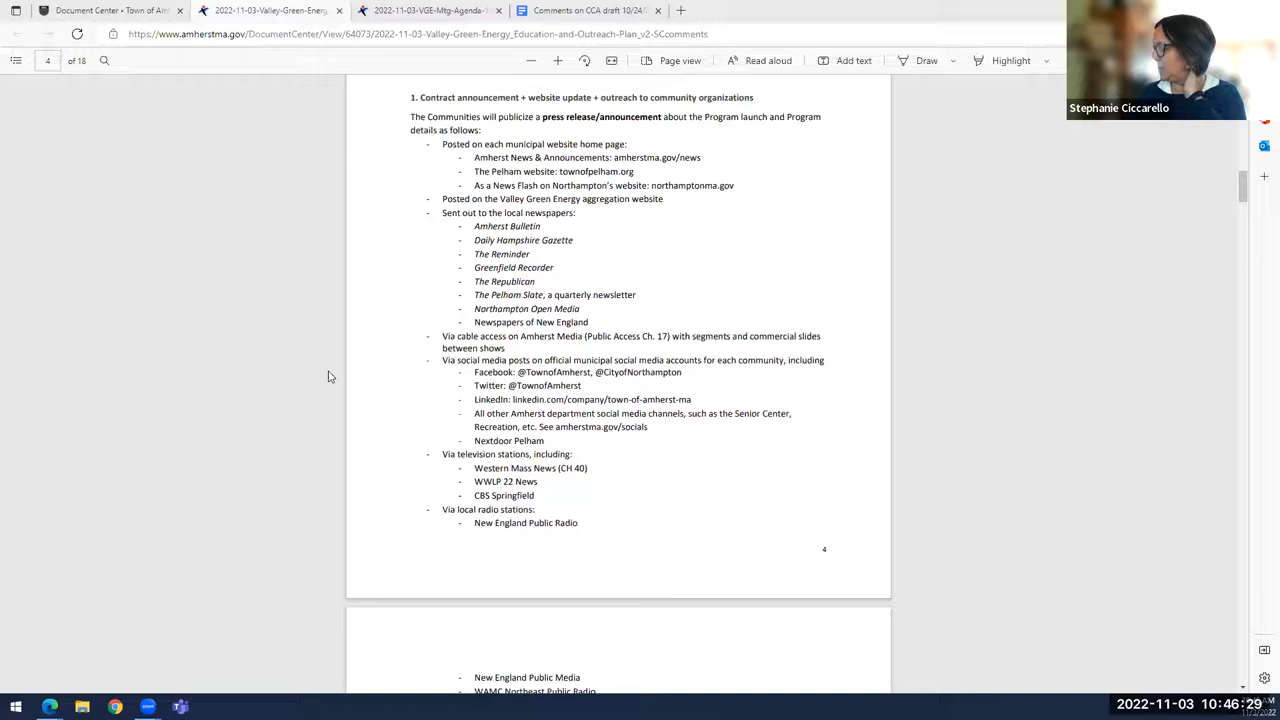 Document Center • Town of Am
2022-11-03-Valley-Green-Energ
2022-11-03-VGE-Mtg-Agenda-
Comments on CCA draft 10/24/
https://www.amherstma.gov/DocumentCenter/View/64073/2022-11-03-Valley-Green-Energy_Education-and-Outreach-Plan_v2-SCcomments
4 of 18 Page view Read aloud Add text Draw Highlight
Stephanie Ciccarello
1. Contract announcement + website update + outreach to community organizations
The Communities will publicize a press release/announcement about the Program launch and Program
details as follows:
- Posted on each municipal website home page:
- Amherst News & Announcements: amherstma.gov/news
- The Pelham website: townofpelham.org
- As a News Flash on Northampton's website: northamptonma.gov
- Posted on the Valley Green Energy aggregation website
- Sent out to the local newspapers:
- Amherst Bulletin
- Daily Hampshire Gazette
- The Reminder
- Greenfield Recorder
- The Republican
- The Pelham Slate, a quarterly newsletter
- Northampton Open Media
- Newspapers of New England
- Via cable access on Amherst Media (Public Access Ch. 17) with segments and commercial slides
between shows
- Via social media posts on official municipal social media accounts for each community, including
- Facebook: @TownofAmherst, @CityofNorthampton
- Twitter: @TownofAmherst
- LinkedIn: linkedin.com/company/town-of-amherst-ma
- All other Amherst department social media channels, such as the Senior Center,
Recreation, etc. See amherstma.gov/socials
- Nextdoor Pelham
- Via television stations, including:
- Western Mass News (CH 40)
- WWLP 22 News
- CBS Springfield
- Via local radio stations:
- New England Public Radio
4
- New England Public Media
- WAMC Northeast Public Radio
2022-11-03 10:46:29